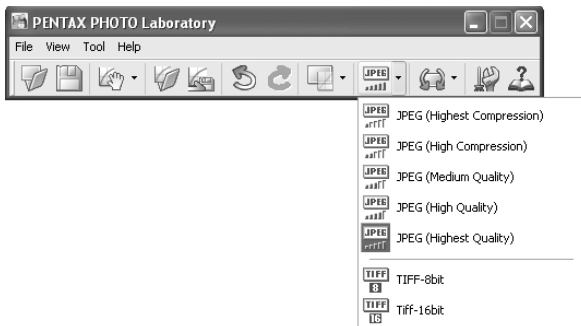 PENTAX PHOTO Laboratory
File View Tool Help
JPEG
JPEG JPEG (Highest Compression)
JPEG JPEG (High Compression)
JPEG JPEG (Medium Quality)
JPEG JPEG (High Quality)
JPEG JPEG (Highest Quality)
TIFF 8 TIFF-8bit
TIFF 16 Tiff-16bit